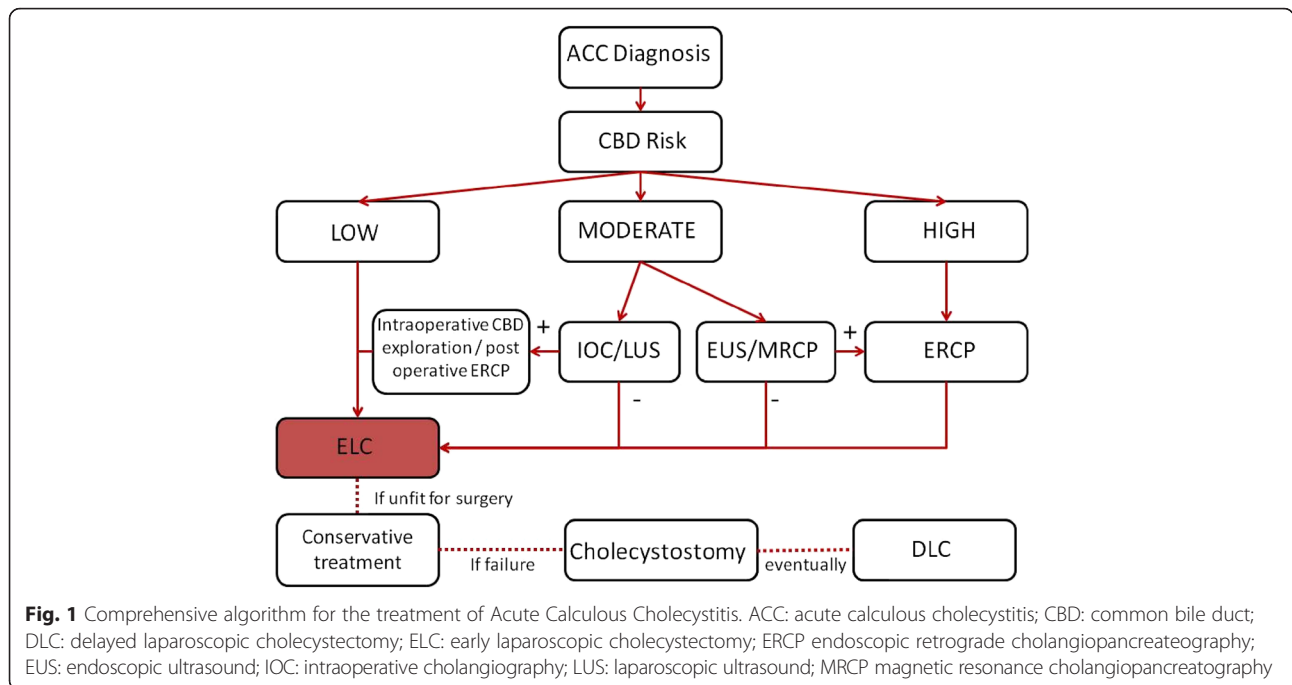 ACC Diagnosis
CBD Risk
LOW
MODERATE
HIGH
Intraoperative CBD
exploration / post
operative ERCP
+
IOC/LUS
EUS/MRCP
+
ERCP
-
-
ELC
If unfit for surgery
Conservative
treatment
If failure
Cholecystostomy
eventually
DLC
Fig. 1 Comprehensive algorithm for the treatment of Acute Calculous Cholecystitis. ACC: acute calculous cholecystitis; CBD: common bile duct;
DLC: delayed laparoscopic cholecystectomy; ELC: early laparoscopic cholecystectomy; ERCP endoscopic retrograde cholangiopancreateography;
EUS: endoscopic ultrasound; IOC: intraoperative cholangiography; LUS: laparoscopic ultrasound; MRCP magnetic resonance cholangiopancreatography